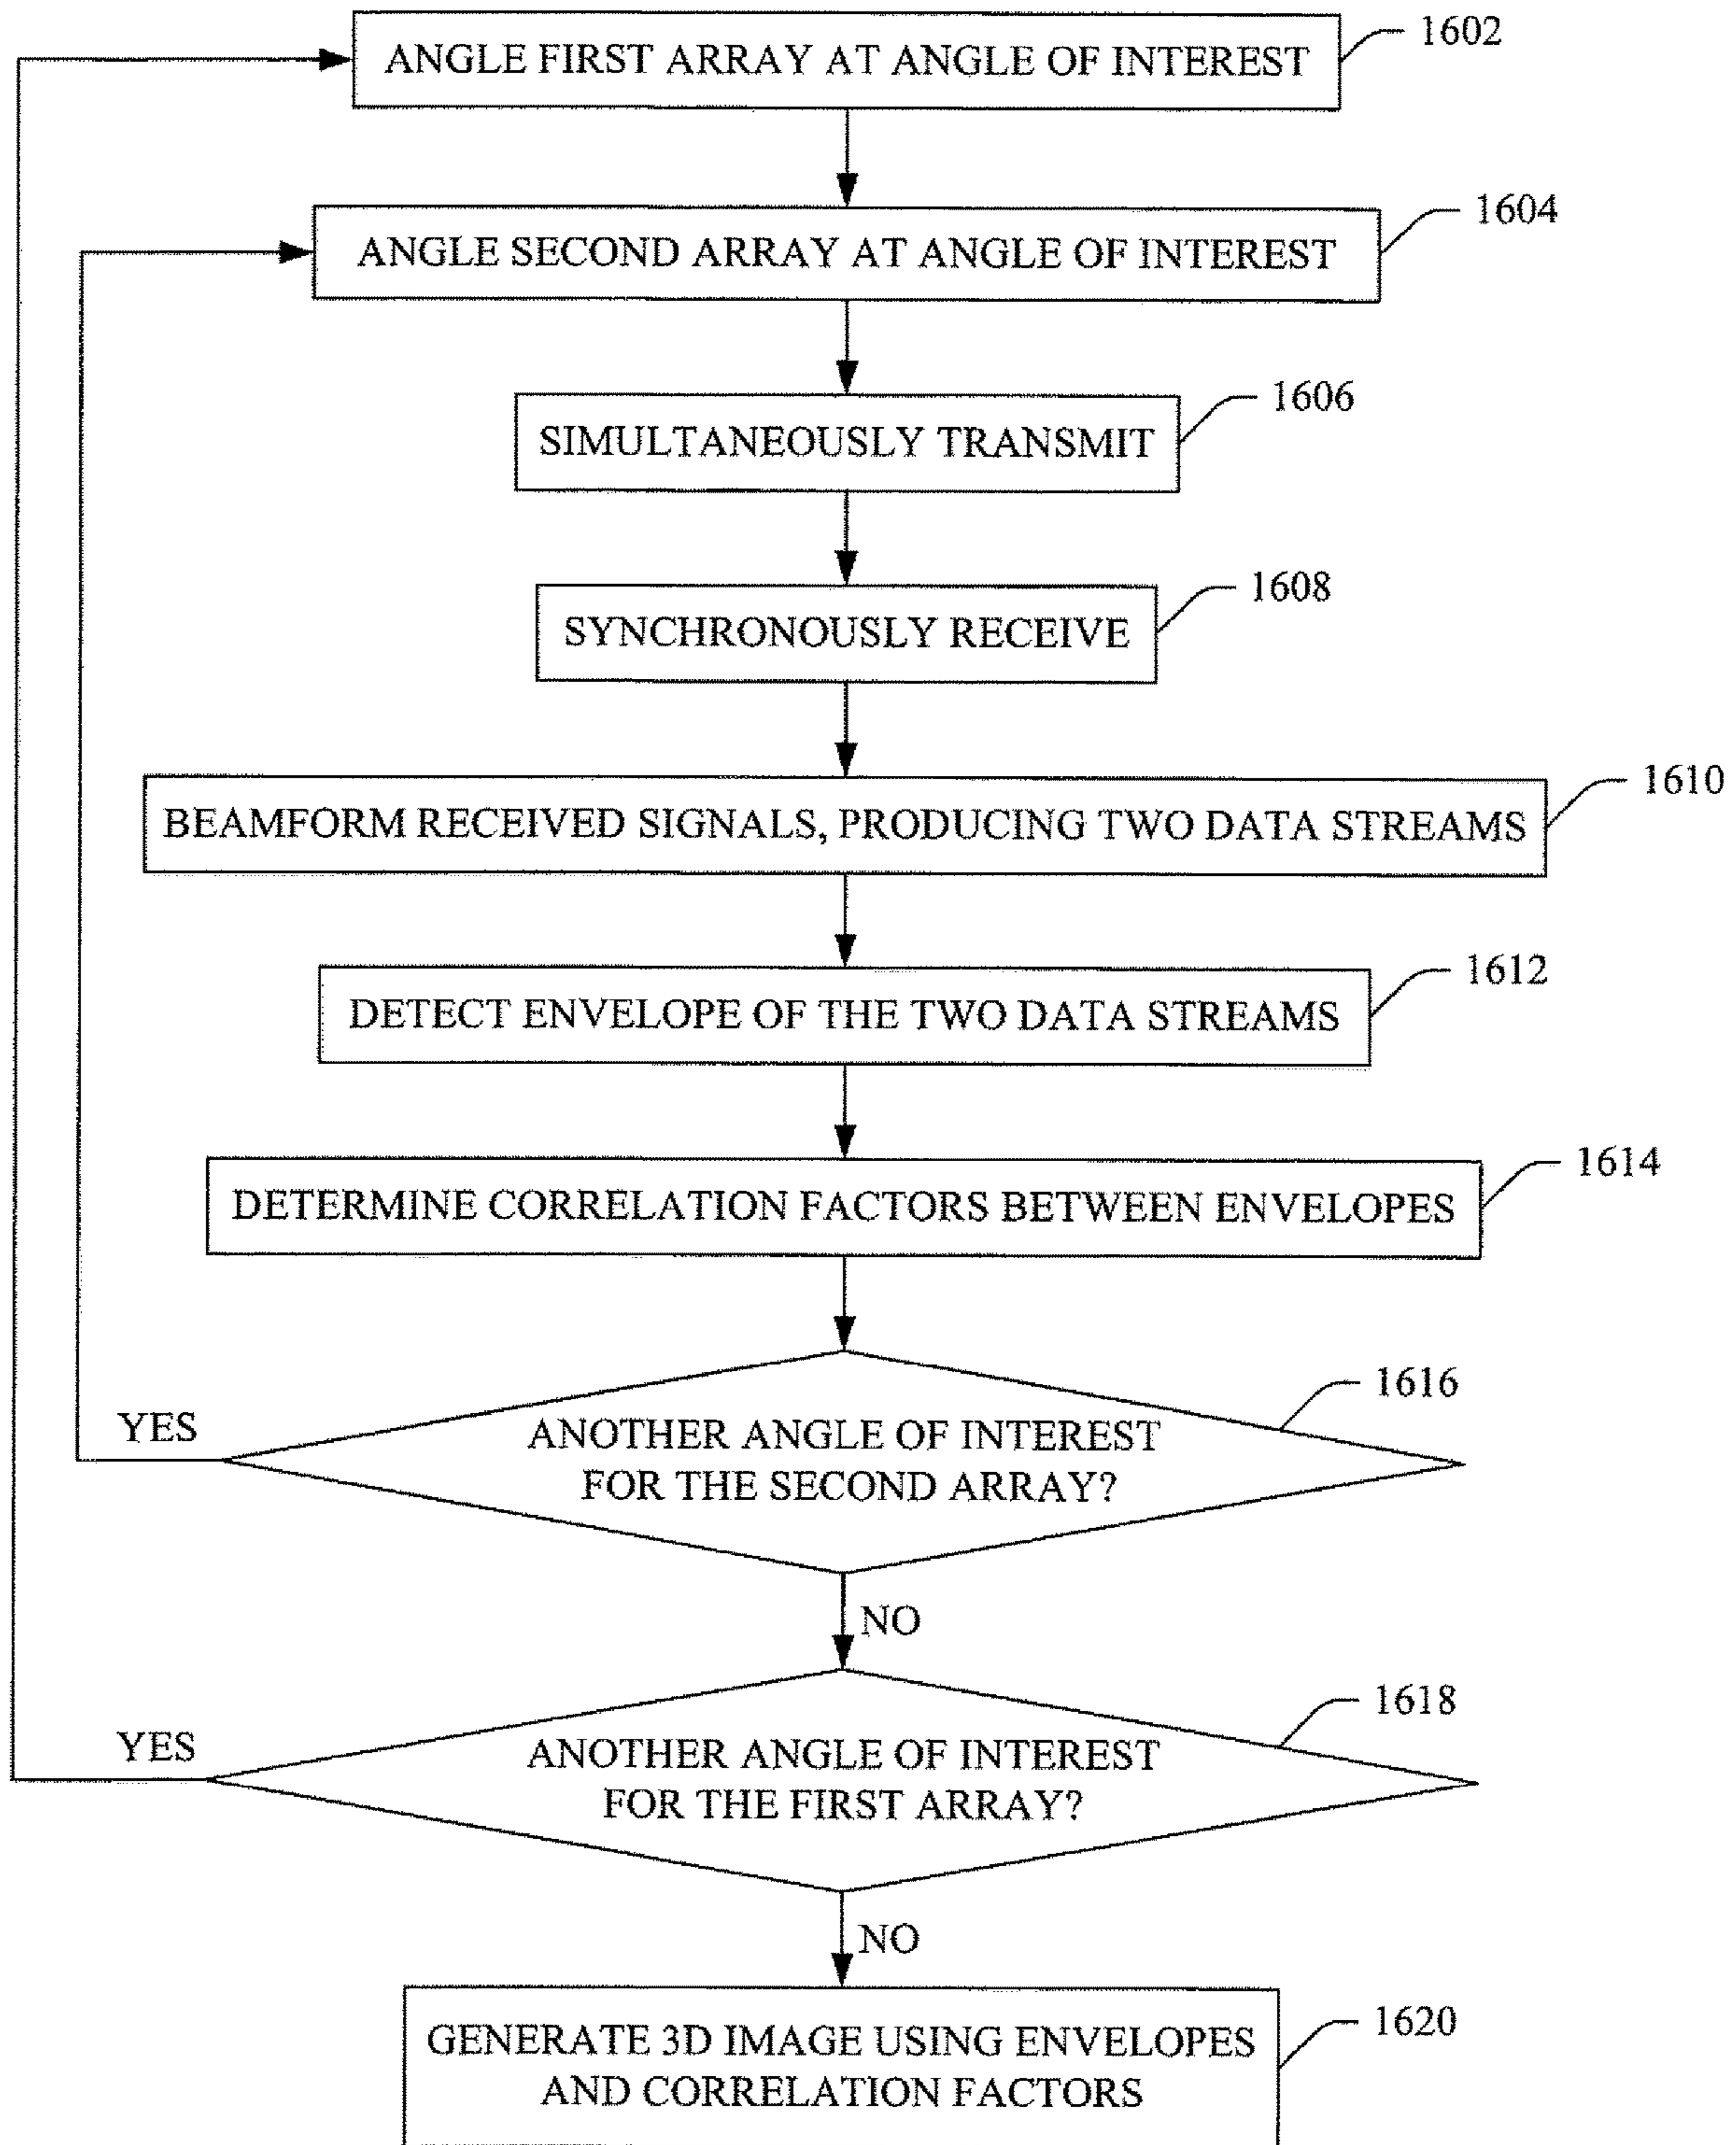 ANGLE FIRST ARRAY AT ANGLE OF INTEREST
1602
ANGLE SECOND ARRAY AT ANGLE OF INTEREST
1604
SIMULTANEOUSLY TRANSMIT
1606
SYNCHRONOUSLY RECEIVE
1608
BEAMFORM RECEIVED SIGNALS, PRODUCING TWO DATA STREAMS
1610
DETECT ENVELOPE OF THE TWO DATA STREAMS
1612
DETERMINE CORRELATION FACTORS BETWEEN ENVELOPES
1614
YES
ANOTHER ANGLE OF INTEREST
FOR THE SECOND ARRAY?
1616
NO
YES
ANOTHER ANGLE OF INTEREST
FOR THE FIRST ARRAY?
1618
NO
GENERATE 3D IMAGE USING ENVELOPES
AND CORRELATION FACTORS
1620